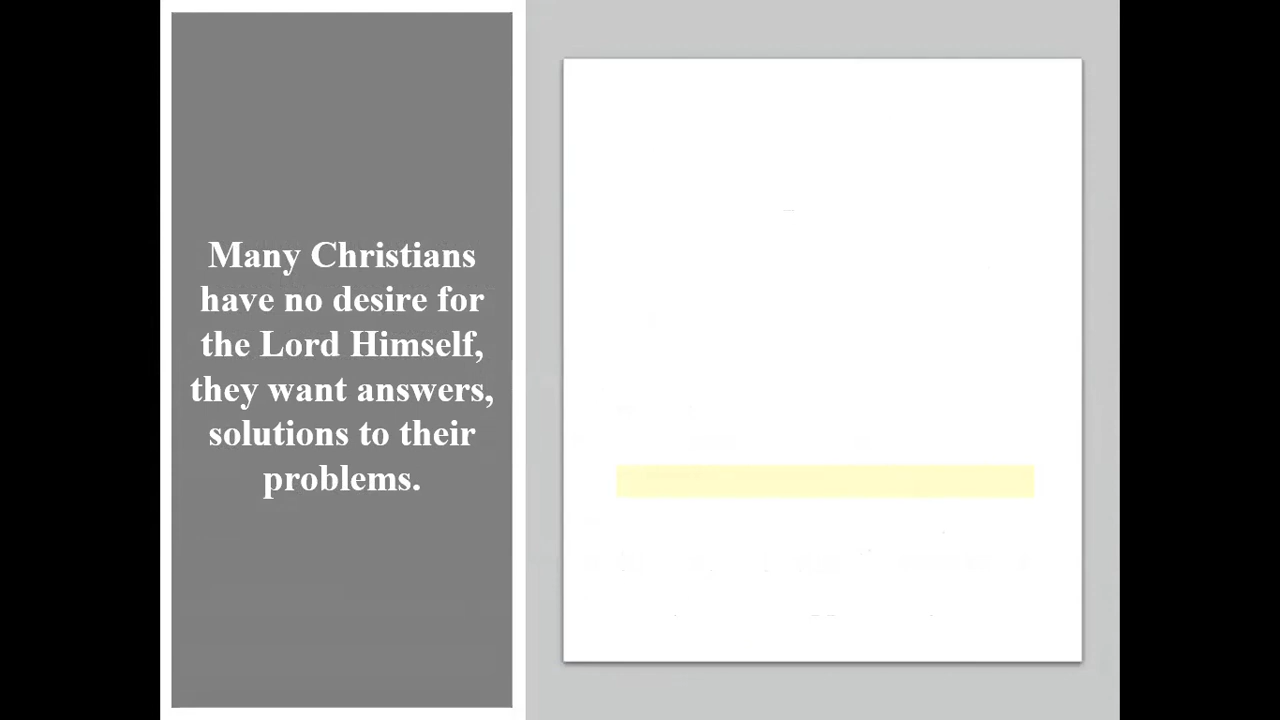 Many Christians
have no desire for
the Lord Himself,
they want answers,
solutions to their
problems.